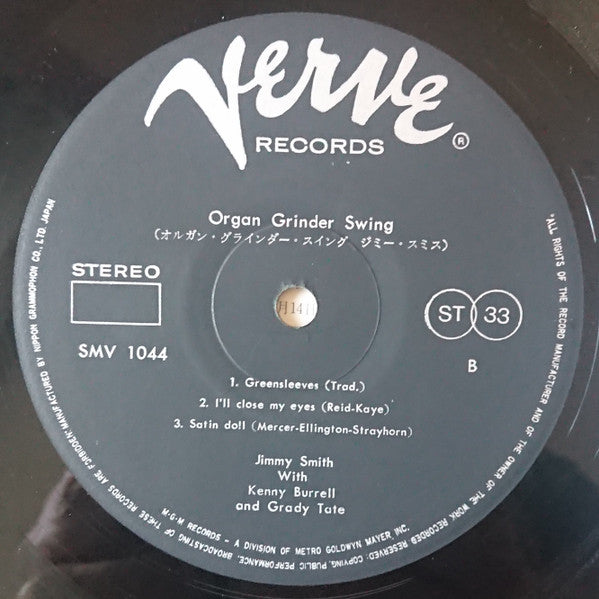 Verve
RECORDS ®
Organ Grinder Swing
(オルガン・グラインダー・スイング ジミー・スミス)
STEREO
SMV 1044
H141
ST 33
B
1. Greensleeves (Trad.)
2. I'll close my eyes (Reid-Kaye)
3. Satin doll (Mercer-Ellington-Strayhorn)
Jimmy Smith
With
Kenny Burrell
and Grady Tate
M-G-M RECORDS – A DIVISION OF METRO GOLDWYN MAYER, INC.
"ALL RIGHTS OF THE RECORD MANUFACTURER AND OF THE OWNER OF THE WORK RECORDED COPYRIGHTED; PUBLIC PERFORMANCE, BROADCASTING OF THESE RECORDS ARE FORBIDDEN" MANUFACTURED BY NIPPON GRAMMOPHON CO., LTD. JAPAN